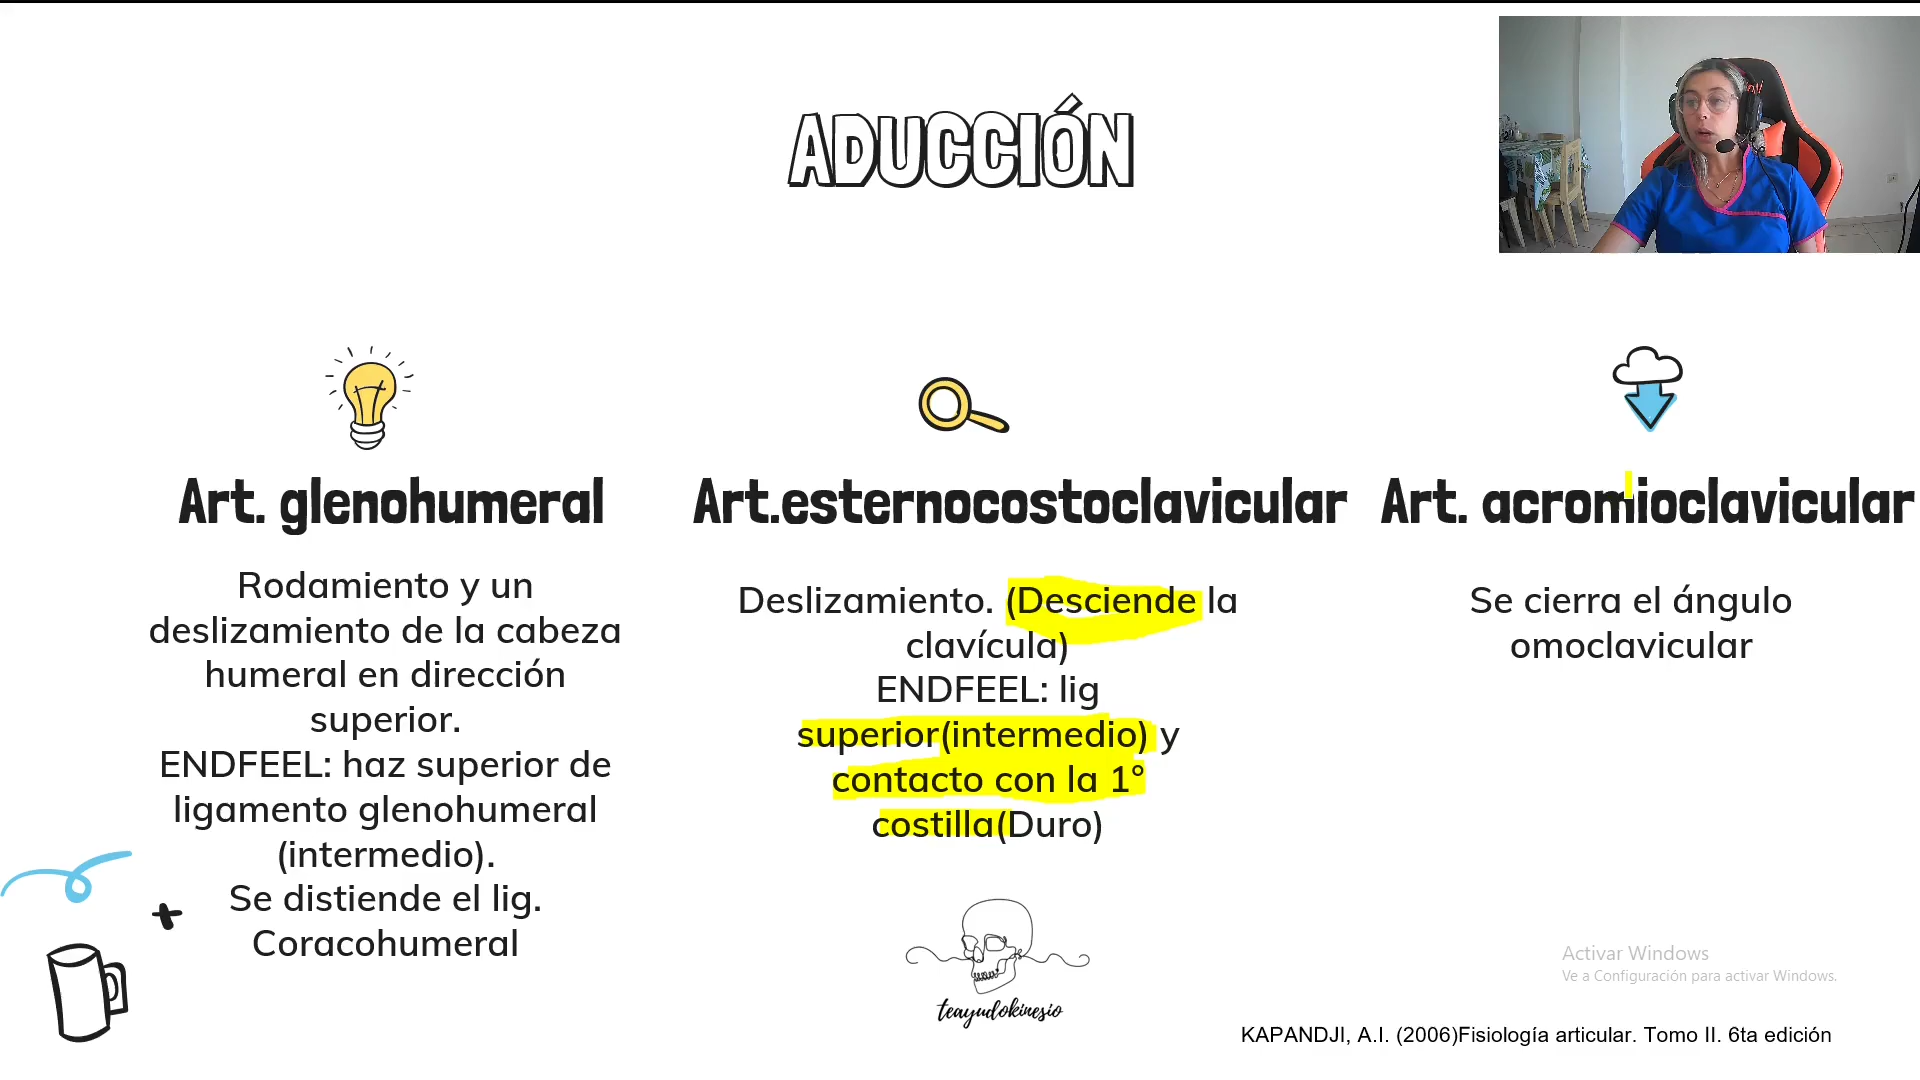 ADUCCIÓN
Art. glenohumeral
Rodamiento y un
deslizamiento de la cabeza
humeral en dirección
superior.
ENDFEEL: haz superior de
ligamento glenohumeral
(intermedio).
Se distiende el lig.
Coracohumeral
Art.esternocostoclavicular
Deslizamiento. (Desciende la
clavícula)
ENDFEEL: lig
superior(intermedio) y
contacto con la 1°
costilla(Duro)
Art. acromioclavicular
Se cierra el ángulo
omoclavicular
teayudokinesio
Activar Windows
Ve a Configuración para activar Windows.
KAPANDJI, A.I. (2006)Fisiología articular. Tomo II. 6ta edición